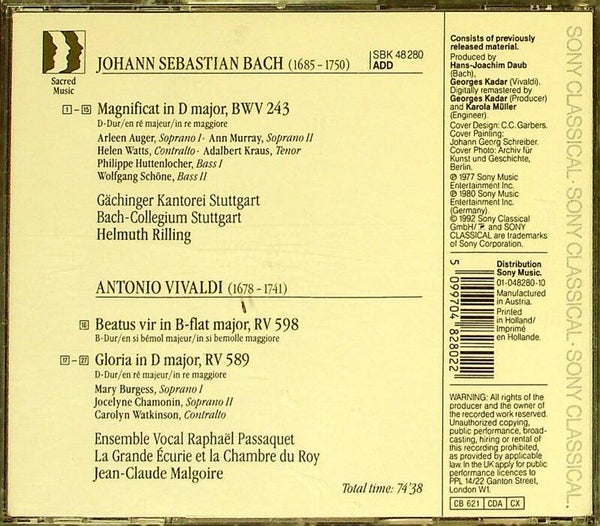 Sacred
Music
JOHANN SEBASTIAN BACH (1685–1750)
SBK 48280
ADD
1–15 Magnificat in D major, BWV 243
D-Dur/en ré majeur/in re maggiore
Arleen Auger, Soprano I · Ann Murray, Soprano II
Helen Watts, Contralto · Adalbert Kraus, Tenor
Philippe Huttenlocher, Bass I
Wolfgang Schöne, Bass II
Gächinger Kantorei Stuttgart
Bach-Collegium Stuttgart
Helmuth Rilling
ANTONIO VIVALDI (1678–1741)
16 Beatus vir in B-flat major, RV 598
B-Dur/en si bémol majeur/in si bemolle maggiore
17–27 Gloria in D major, RV 589
D-Dur/en ré majeur/in re maggiore
Mary Burgess, Soprano I
Jocelyne Chamonin, Soprano II
Carolyn Watkinson, Contralto
Ensemble Vocal Raphaël Passaquet
La Grande Écurie et la Chambre du Roy
Jean-Claude Malgoire
Total time: 74'38
Consists of previously
released material.
Produced by
Hans-Joachim Daub
(Bach),
Georges Kadar (Vivaldi).
Digitally remastered by
Georges Kadar (Producer)
and Karola Müller
(Engineer).
Cover Design: C.C. Garbers.
Cover Painting:
Johann Georg Schreiber.
Cover Photo: Archiv für
Kunst und Geschichte,
Berlin.
℗ 1977 Sony Music
Entertainment Inc.
℗ 1980 Sony Music
Entertainment Inc.
(Germany).
© 1992 Sony Classical
GmbH/ and SONY
CLASSICAL are trademarks
of Sony Corporation.
5 099704 828022
Distribution
Sony Music.
01-048280-10
Manufactured
in Austria.
Printed
in Holland/
Imprimé
en Hollande.
WARNING: All rights of the
producer and the owner of
the recorded work reserved.
Unauthorized copying,
public performance, broad-
casting, hiring or rental of
this recording prohibited,
as provided by applicable
law. In the UK apply for public
performance licences to
PPL 14/22 Ganton Street,
London W1.
CB 621 CDA CX
SONY CLASSICAL · SONY CLASSICAL · SONY CLASSICAL · SONY CLASSICAL